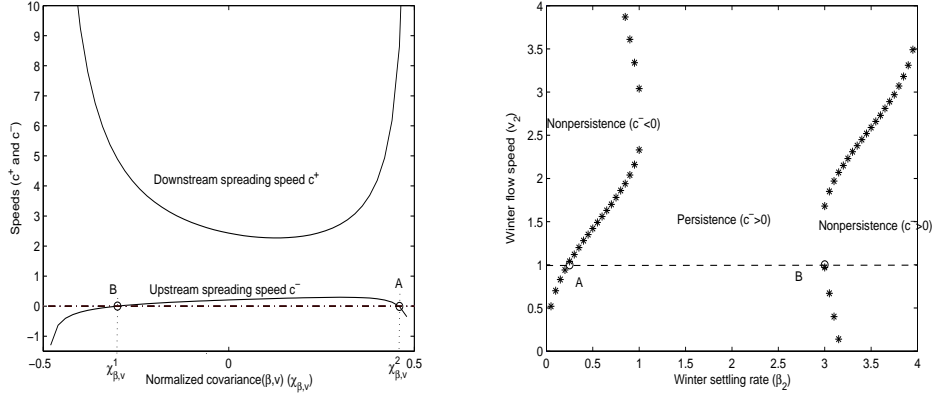 10
9
8
7
6
5
4
3
2
1
0
−1
Speeds (c⁺ and c⁻)
Downstream spreading speed c⁺
B
Upstream spreading speed c⁻
A
−0.5
0
0.5
χβ,v
Normalized covariance(β,v) (χβ,v)
2
χβ,v
4
3.5
3
2.5
2
1.5
1
0.5
0
Winter flow speed (v₂)
Nonpersistence (c⁻<0)
Persistence (c⁻>0)
Nonpersistence (c⁻>0)
A
B
0
0.5
1
1.5
2
2.5
3
3.5
4
Winter settling rate (β₂)